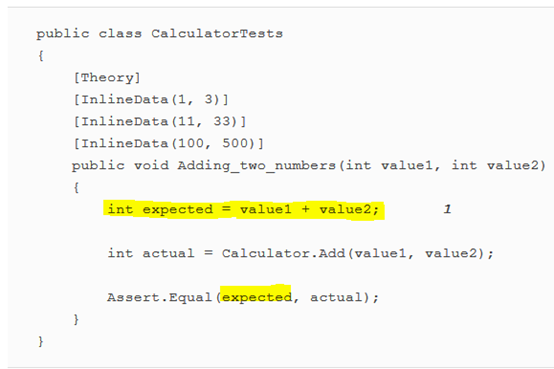 public class CalculatorTests
{
[Theory]
[InlineData(1, 3)]
[InlineData(11, 33)]
[InlineData(100, 500)]
public void Adding_two_numbers(int value1, int value2)
{
int expected = value1 + value2; 1
int actual = Calculator.Add(value1, value2);
Assert.Equal(expected, actual);
}
}